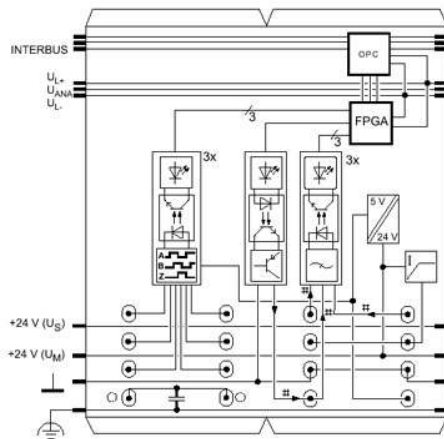 INTERBUS
OPC
UL+
UANA
UL-
FPGA
3
3
3x
3x
5 V
24 V
I
A
B
Z
#
#
#
+24 V (US)
+24 V (UM)
#
#